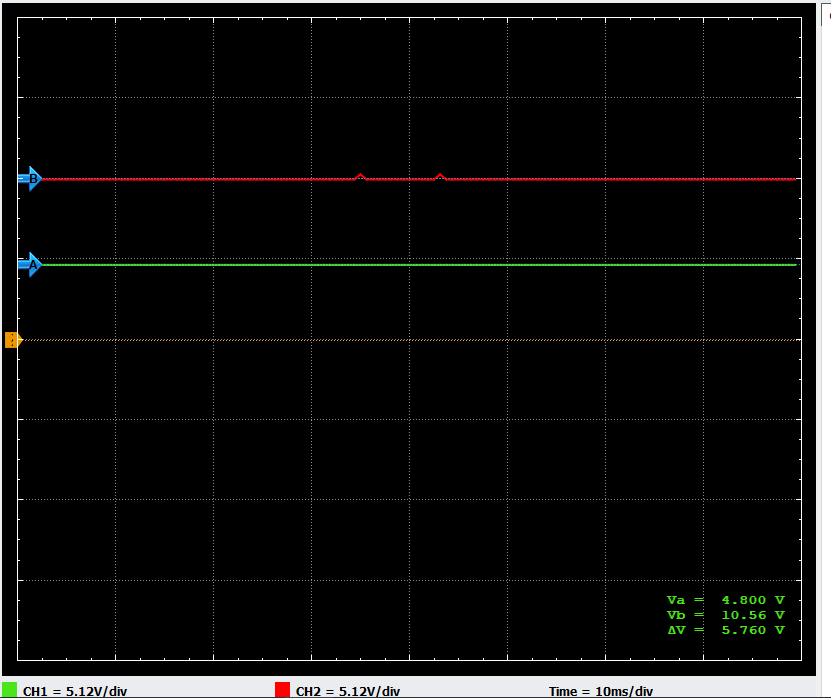 B
A
Va = 4.800 V
Vb = 10.56 V
ΔV = 5.760 V
CH1 = 5.12V/div CH2 = 5.12V/div Time = 10ms/div